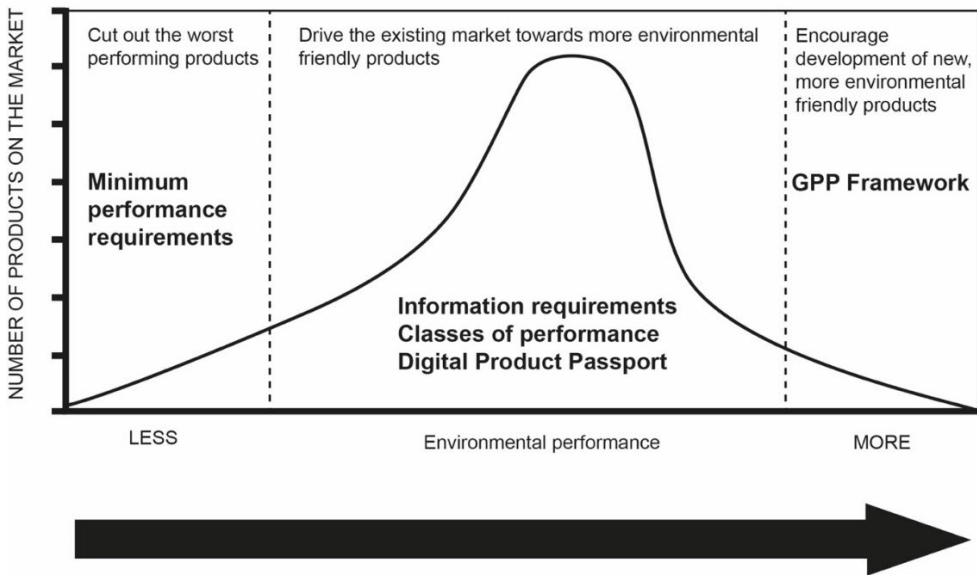 NUMBER OF PRODUCTS ON THE MARKET
Cut out the worst
performing products
Drive the existing market towards more environmental
friendly products
Encourage
development of new,
more environmental
friendly products
Minimum
performance
requirements
GPP Framework
Information requirements
Classes of performance
Digital Product Passport
LESS
Environmental performance
MORE